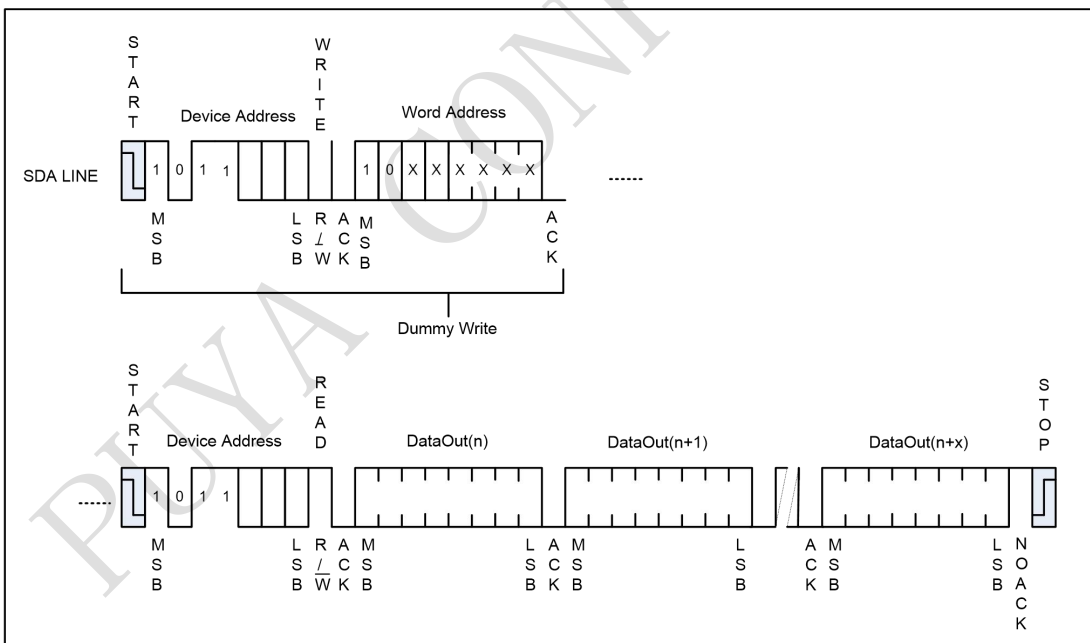 PUYA CONF
START
WRITE
Device Address
Word Address
SDA LINE
1 0 1 1
1 0 X X X X X X
......
MSB
LSB
R/W
ACK
MSB
ACK
Dummy Write
START
READ
STOP
Device Address
DataOut(n)
DataOut(n+1)
DataOut(n+x)
......
1 0 1 1
MSB
LSB
R/W
ACK
MSB
LSB
ACK
MSB
LSB
ACK
MSB
LSB
NOACK